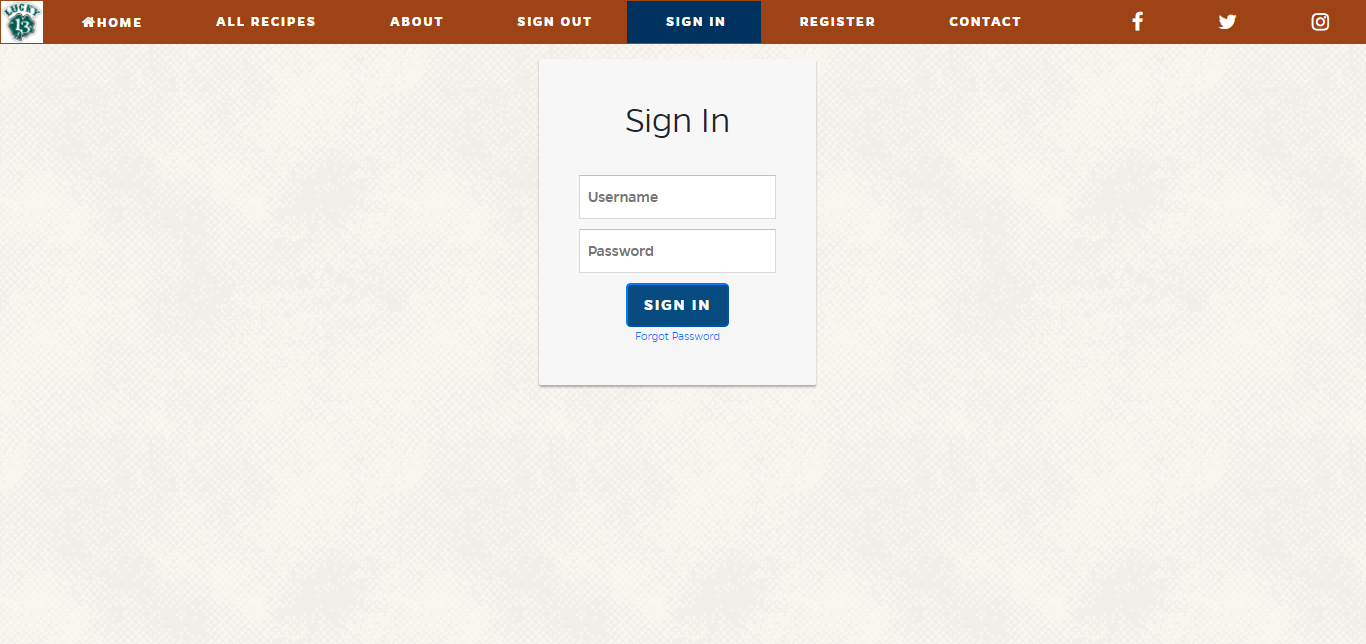 LUCKY
13
HOME
ALL RECIPES
ABOUT
SIGN OUT
SIGN IN
REGISTER
CONTACT
Sign In
Username
Password
SIGN IN
Forgot Password